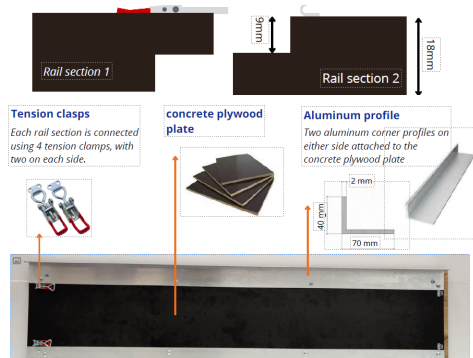 9mm
18mm
Rail section 1
Rail section 2
Tension clasps
Each rail section is connected
using 4 tension clamps, with
two on each side.
concrete plywood
plate
Aluminum profile
Two aluminum corner profiles on
either side attached to the
concrete plywood plate
2 mm
40 mm
70 mm